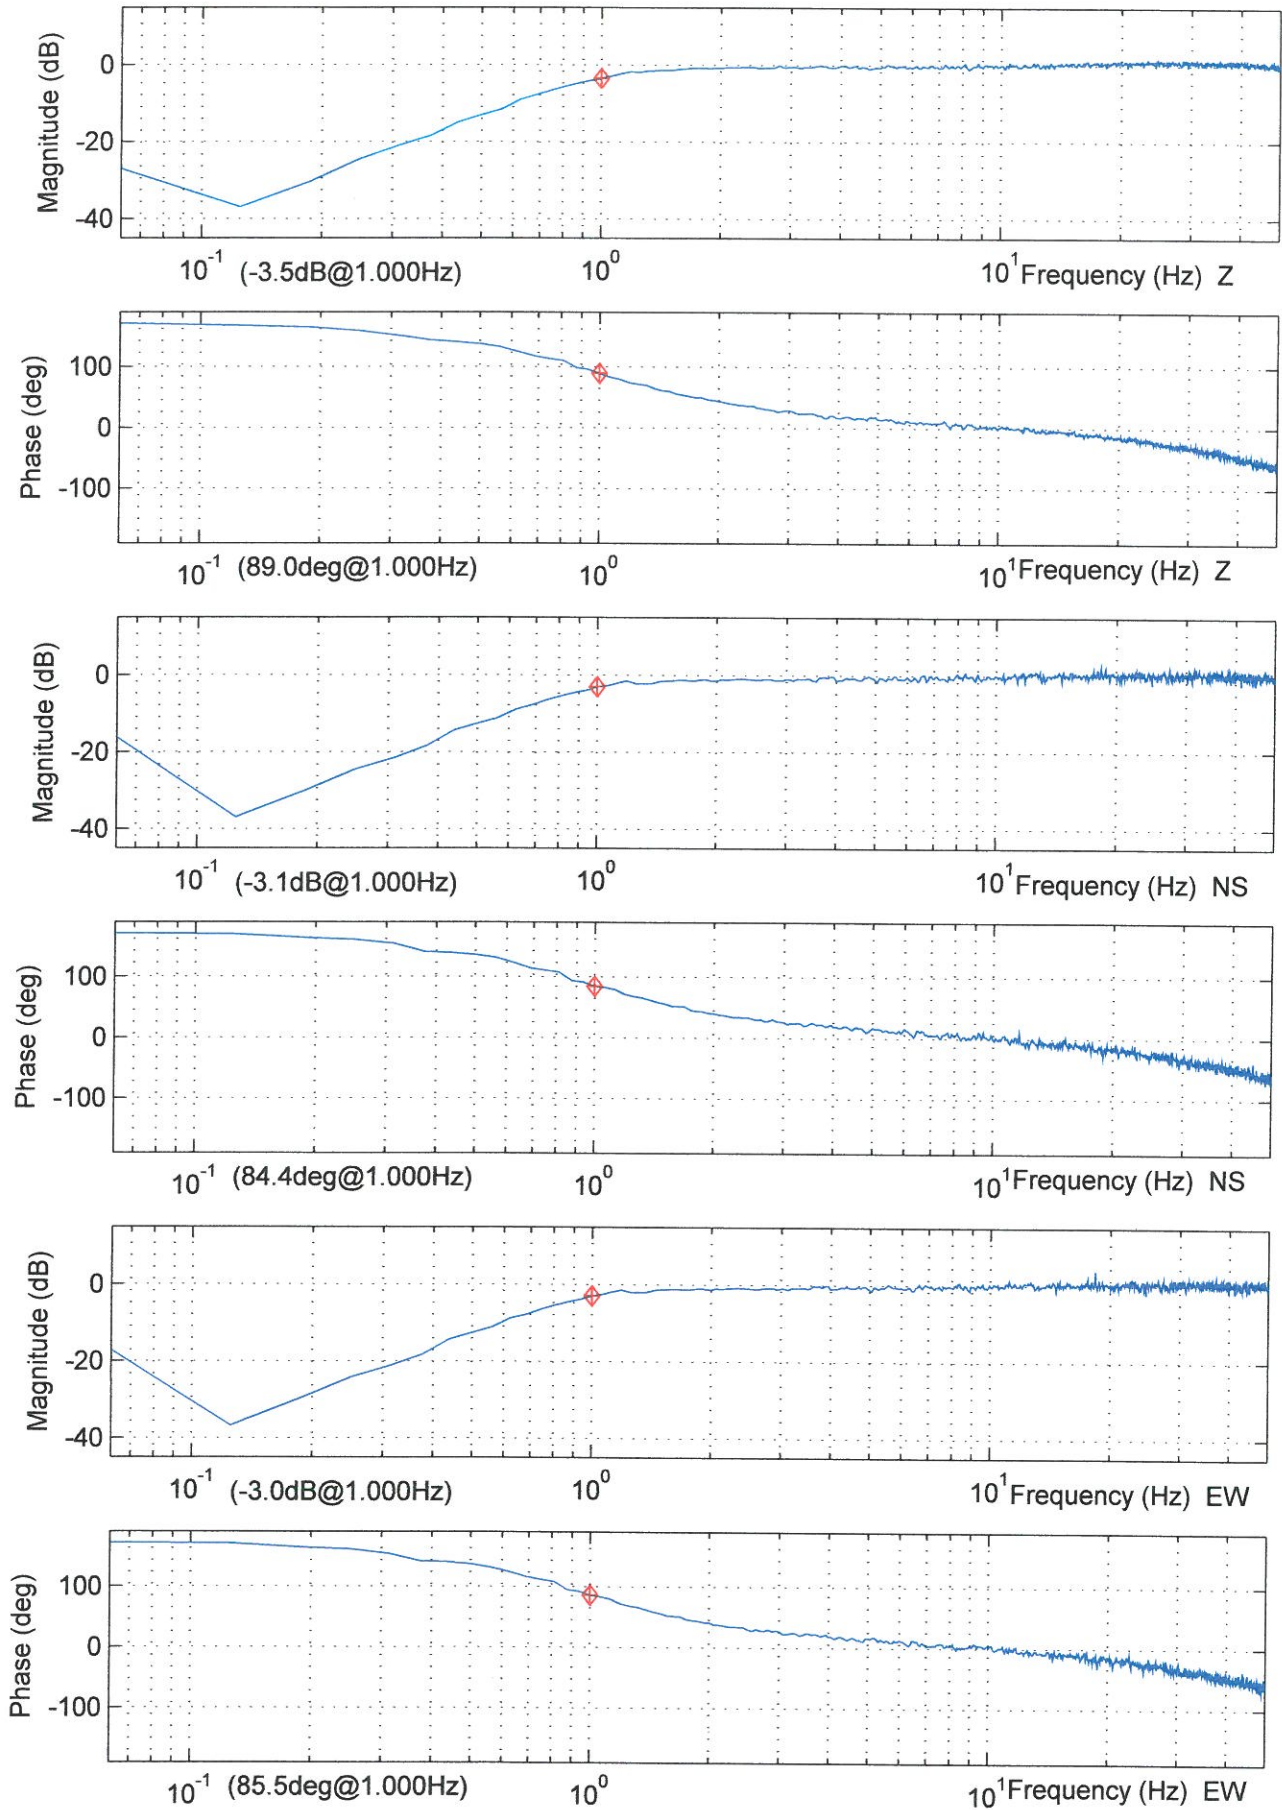 Magnitude (dB)
0
-20
-40
10-1 (-3.5dB@1.000Hz) 100 101 Frequency (Hz) Z
Phase (deg)
100
0
-100
10-1 (89.0deg@1.000Hz) 100 101 Frequency (Hz) Z
Magnitude (dB)
0
-20
-40
10-1 (-3.1dB@1.000Hz) 100 101 Frequency (Hz) NS
Phase (deg)
100
0
-100
10-1 (84.4deg@1.000Hz) 100 101 Frequency (Hz) NS
Magnitude (dB)
0
-20
-40
10-1 (-3.0dB@1.000Hz) 100 101 Frequency (Hz) EW
Phase (deg)
100
0
-100
10-1 (85.5deg@1.000Hz) 100 101 Frequency (Hz) EW